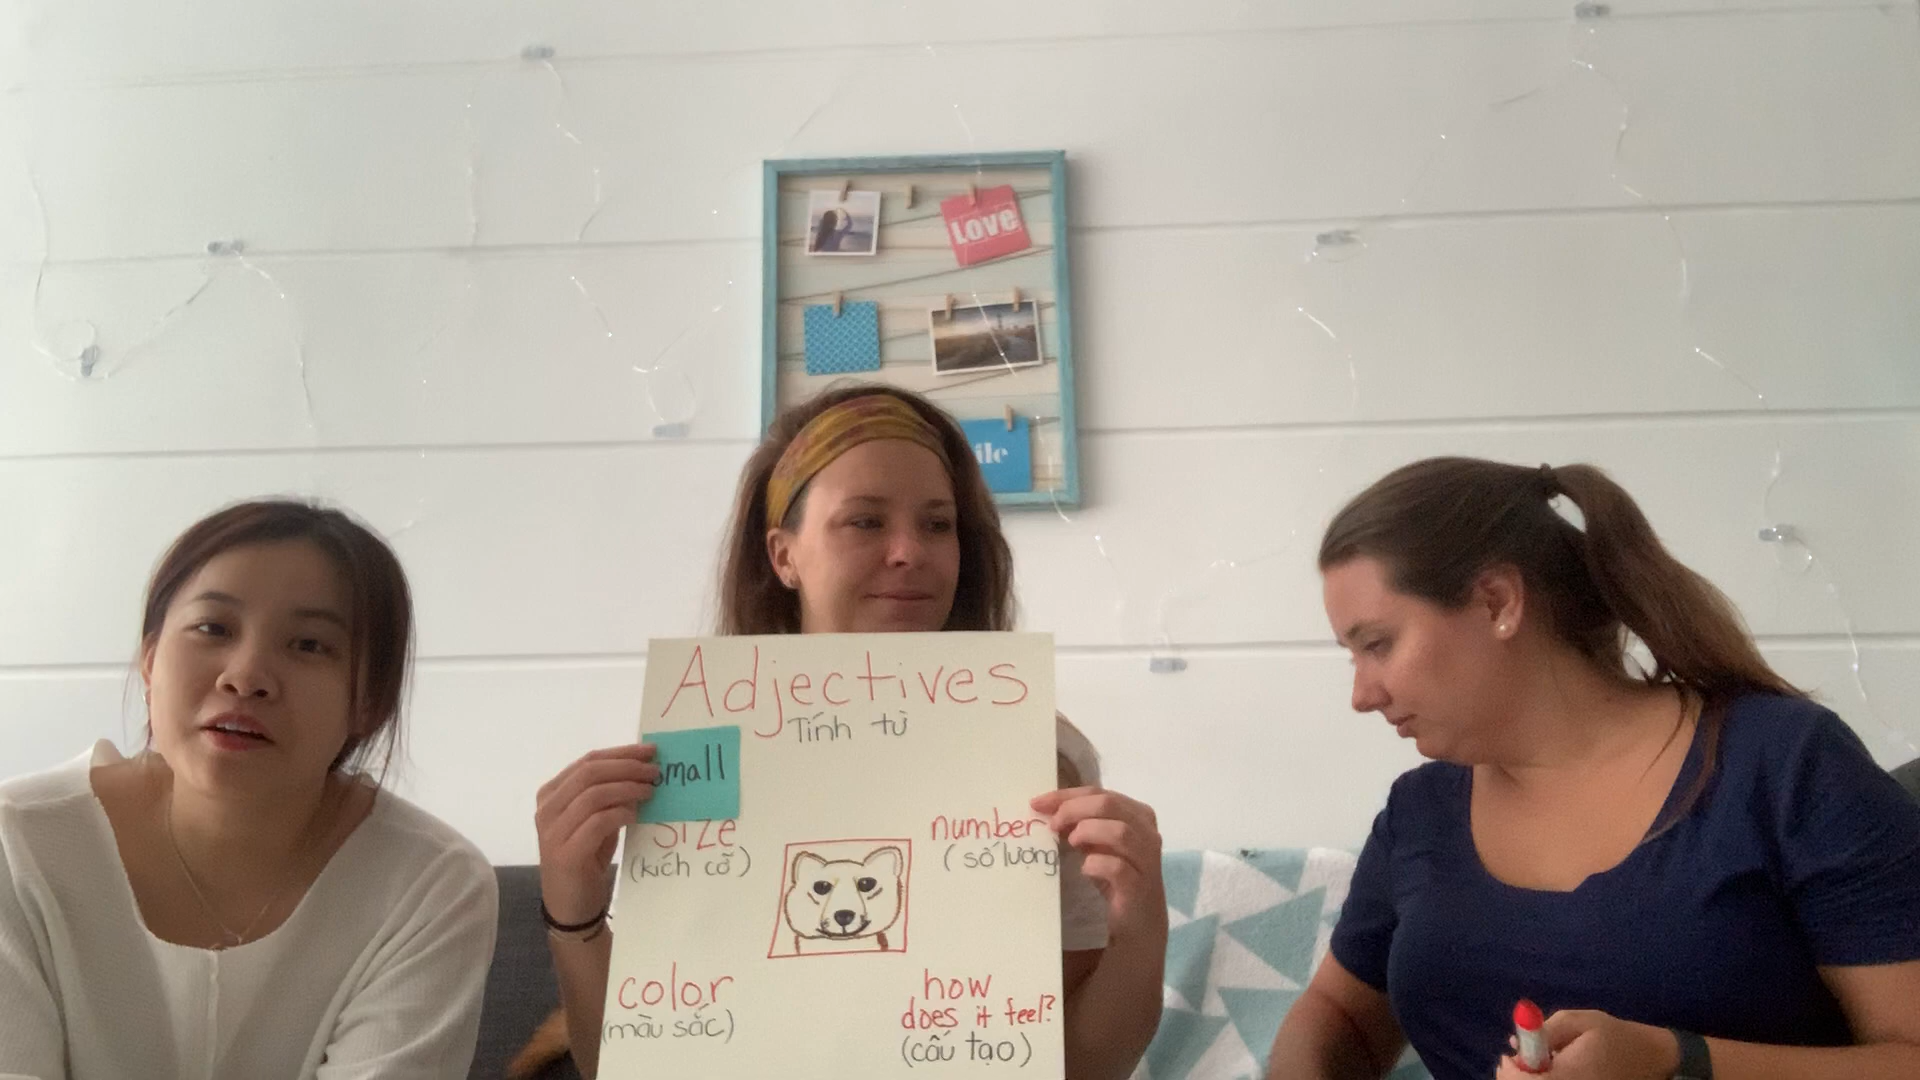 LOVE
ile
Adjectives
Tính từ
small
size
(kích cỡ)
number
(số lượng
color
(màu sắc)
how
does it feel?
(cấu tạo)